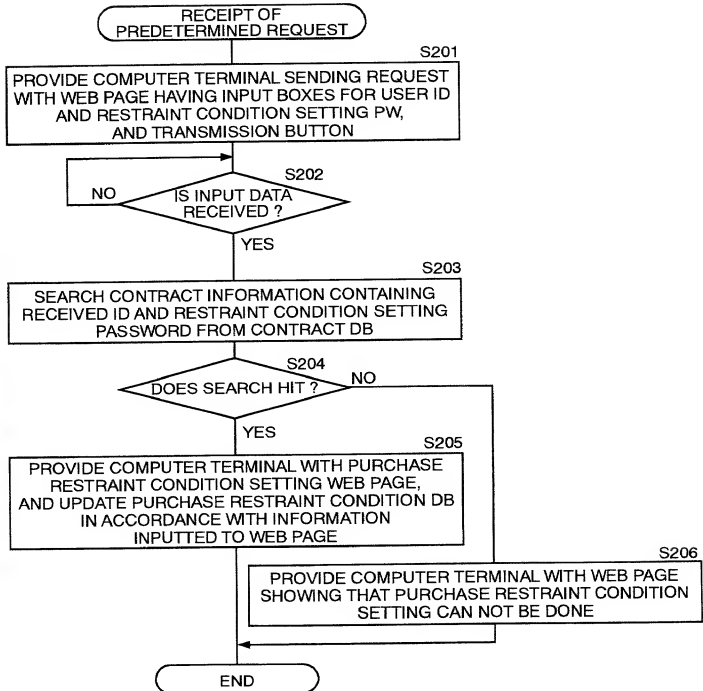 RECEIPT OF
PREDETERMINED REQUEST
S201
PROVIDE COMPUTER TERMINAL SENDING REQUEST
WITH WEB PAGE HAVING INPUT BOXES FOR USER ID
AND RESTRAINT CONDITION SETTING PW,
AND TRANSMISSION BUTTON
S202
NO
IS INPUT DATA
RECEIVED ?
YES
S203
SEARCH CONTRACT INFORMATION CONTAINING
RECEIVED ID AND RESTRAINT CONDITION SETTING
PASSWORD FROM CONTRACT DB
S204
DOES SEARCH HIT ?
NO
YES
S205
PROVIDE COMPUTER TERMINAL WITH PURCHASE
RESTRAINT CONDITION SETTING WEB PAGE,
AND UPDATE PURCHASE RESTRAINT CONDITION DB
IN ACCORDANCE WITH INFORMATION
INPUTTED TO WEB PAGE
S206
PROVIDE COMPUTER TERMINAL WITH WEB PAGE
SHOWING THAT PURCHASE RESTRAINT CONDITION
SETTING CAN NOT BE DONE
END